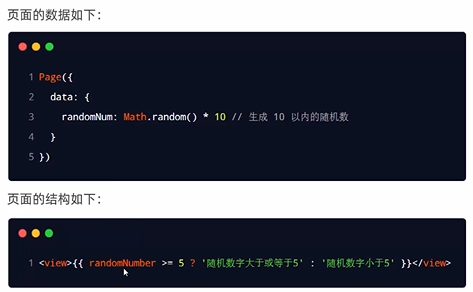 页面的数据如下：
1 Page({
2 data: {
3 randomNum: Math.random() * 10 // 生成 10 以内的随机数
4 }
5 })
页面的结构如下：
1 <view>{{ randomNumber >= 5 ? '随机数字大于或等于5' : '随机数字小于5' }}</view>